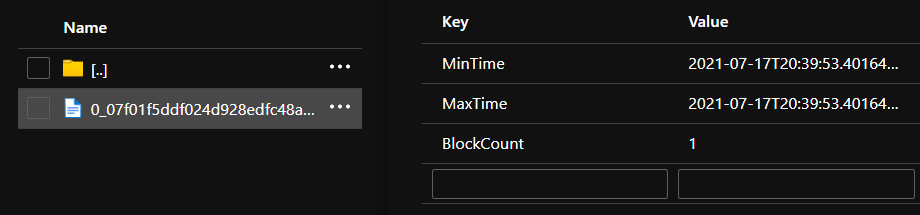 Name
[..]
0_07f01f5ddf024d928edfc48a...
Key Value
MinTime 2021-07-17T20:39:53.40164...
MaxTime 2021-07-17T20:39:53.40164...
BlockCount 1